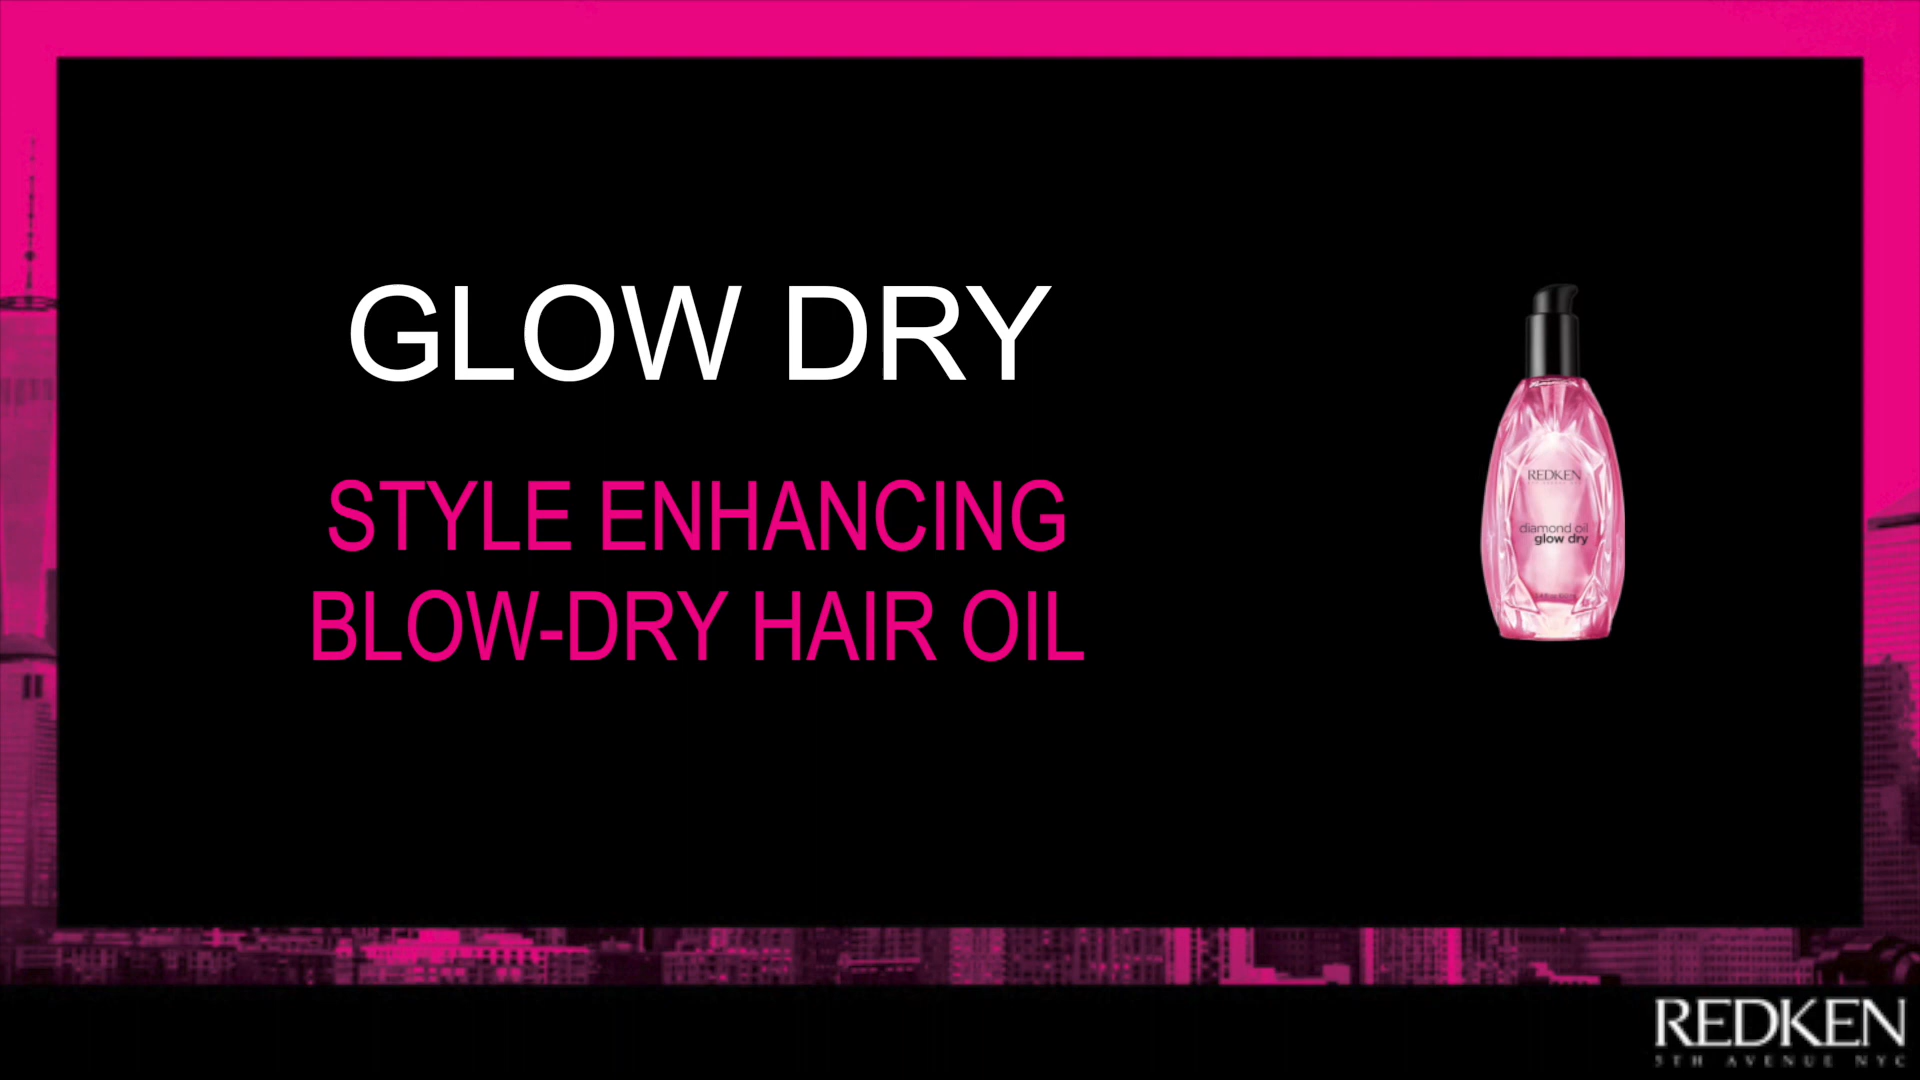 GLOW DRY
STYLE ENHANCING
BLOW-DRY HAIR OIL
REDKEN
diamond oil
glow dry
REDKEN
5TH AVENUE NYC